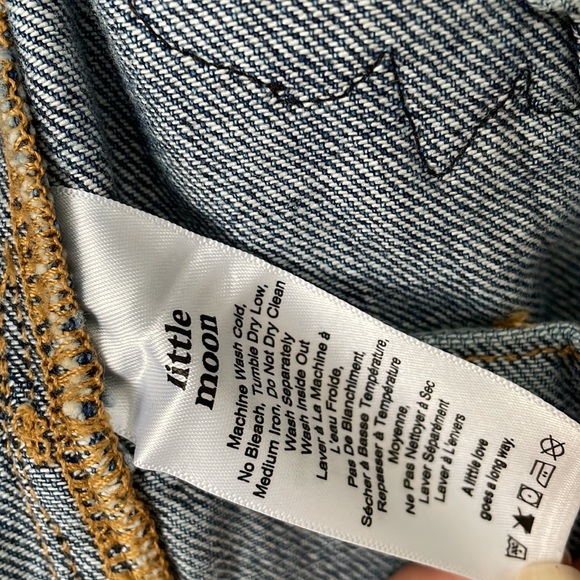 little
moon
Machine Wash Cold,
No Bleach, Tumble Dry Low,
Medium Iron, Do Not Dry Clean
Wash Separately
Wash Inside Out
Laver à La Machine à
L'eau Froide,
Pas De Blanchiment,
Sécher à Basse Température,
Repasser à Température
Moyenne,
Ne Pas Nettoyer à Sec
Laver Séparément
Laver à L'envers
A little love
goes a long way.